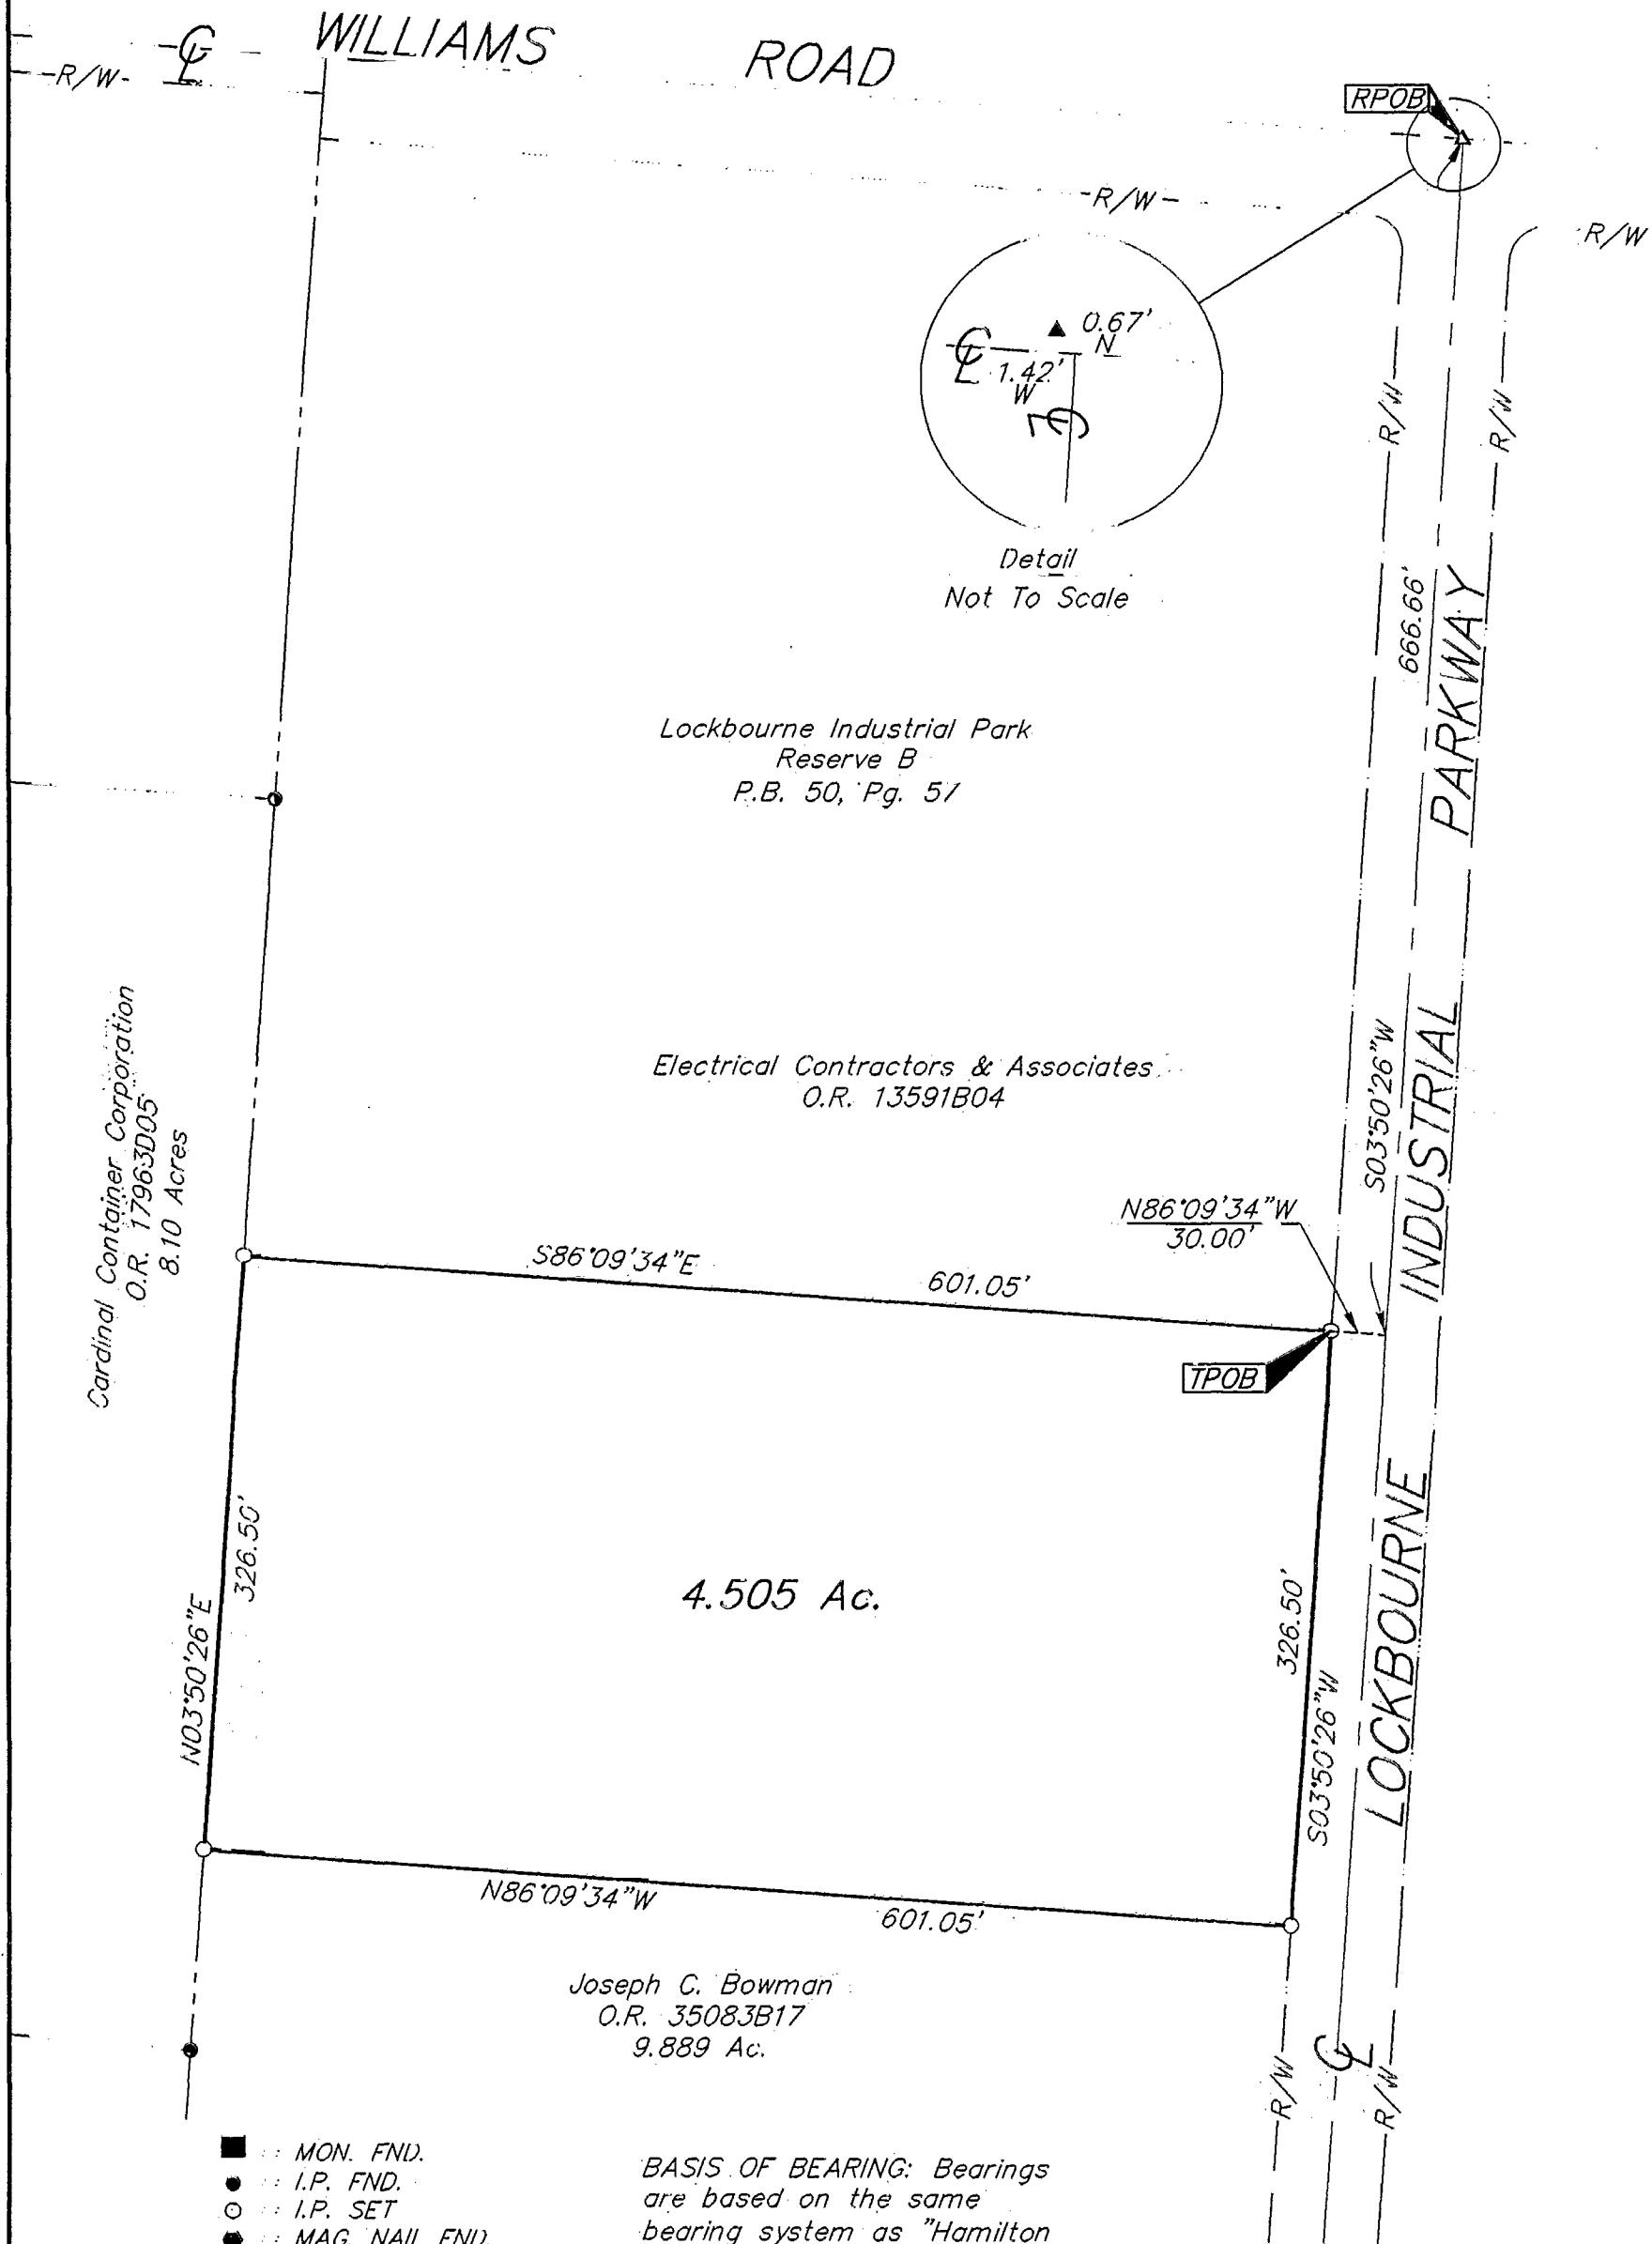 WILLIAMS ROAD
-R/W-
RPOB
-R/W-
R/W
0.67'
N
1.42'
W
R/W
R/W
Detail
Not To Scale
666.66'
Lockbourne Industrial Park
Reserve B
P.B. 50, Pg. 57
LOCKBOURNE INDUSTRIAL PARKWAY
Cardinal Container Corporation
O.R. 17963D05
8.10 Acres
Electrical Contractors & Associates
O.R. 13591B04
S03°50'26"W
N86°09'34"W
30.00'
S86°09'34"E
601.05'
TPOB
326.50'
N03°50'26"E
4.505 Ac.
326.50'
S03°50'26"W
N86°09'34"W
601.05'
Joseph C. Bowman
O.R. 35083B17
9.889 Ac.
R/W
R/W
MON. FND.
I.P. FND.
I.P. SET
MAG. NAIL FND.
BASIS OF BEARING: Bearings
are based on the same
bearing system as "Hamilton